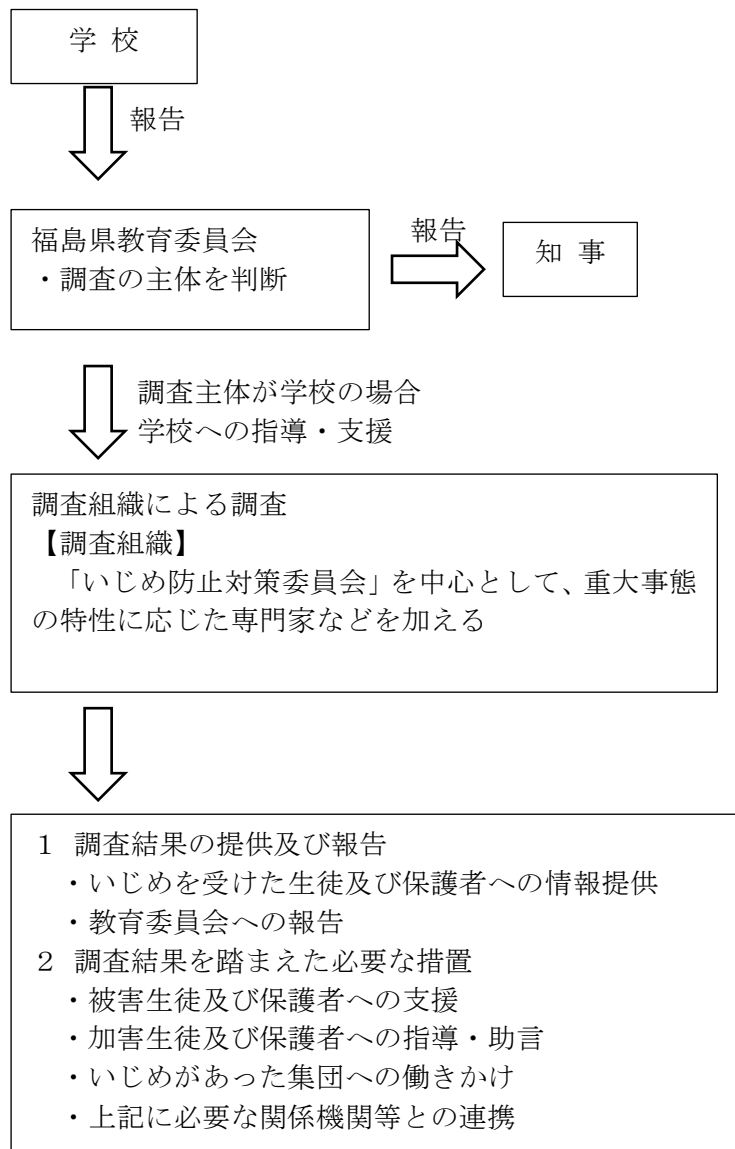 学 校
報告
福島県教育委員会
・調査の主体を判断
報告
知 事
調査主体が学校の場合
学校への指導・支援
調査組織による調査
【調査組織】
「いじめ防止対策委員会」を中心として、重大事態
の特性に応じた専門家などを加える
１ 調査結果の提供及び報告
・いじめを受けた生徒及び保護者への情報提供
・教育委員会への報告
２ 調査結果を踏まえた必要な措置
・被害生徒及び保護者への支援
・加害生徒及び保護者への指導・助言
・いじめがあった集団への働きかけ
・上記に必要な関係機関等との連携